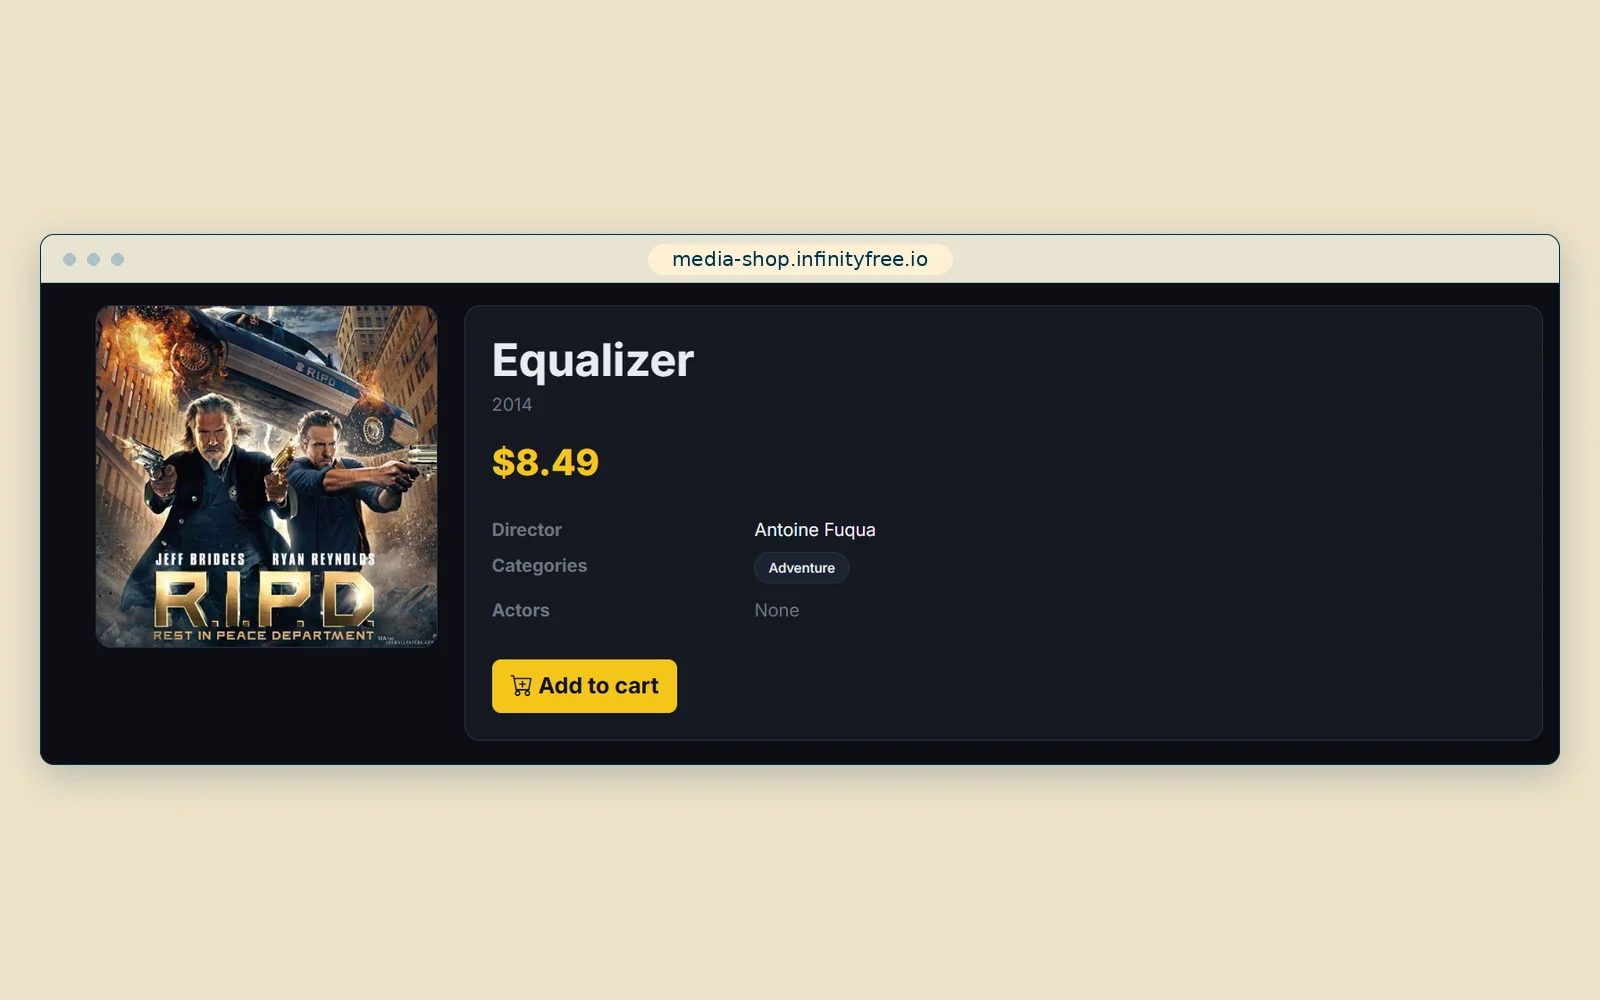 media-shop.infinityfree.io
RIPD
JEFF BRIDGES RYAN REYNOLDS
R.I.P.D.
REST IN PEACE DEPARTMENT
Equalizer
2014
$8.49
Director Antoine Fuqua
Categories Adventure
Actors None
Add to cart